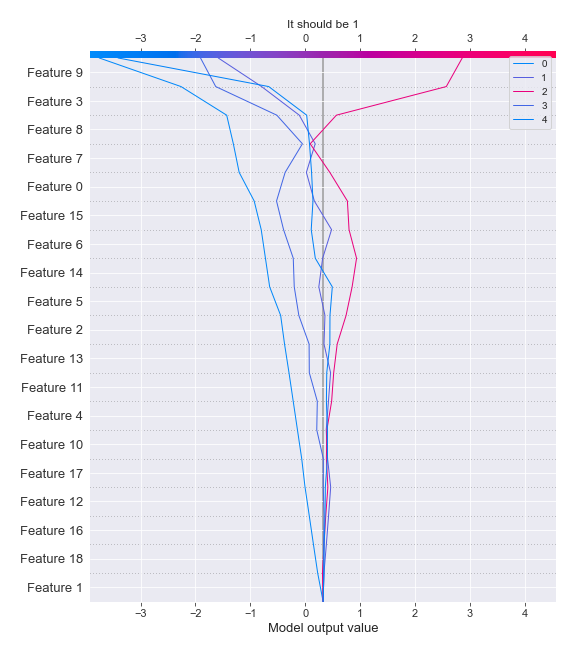 It should be 1
−3 −2 −1 0 1 2 3 4
0
1
2
3
4
Feature 9
Feature 3
Feature 8
Feature 7
Feature 0
Feature 15
Feature 6
Feature 14
Feature 5
Feature 2
Feature 13
Feature 11
Feature 4
Feature 10
Feature 17
Feature 12
Feature 16
Feature 18
Feature 1
−3 −2 −1 0 1 2 3 4
Model output value